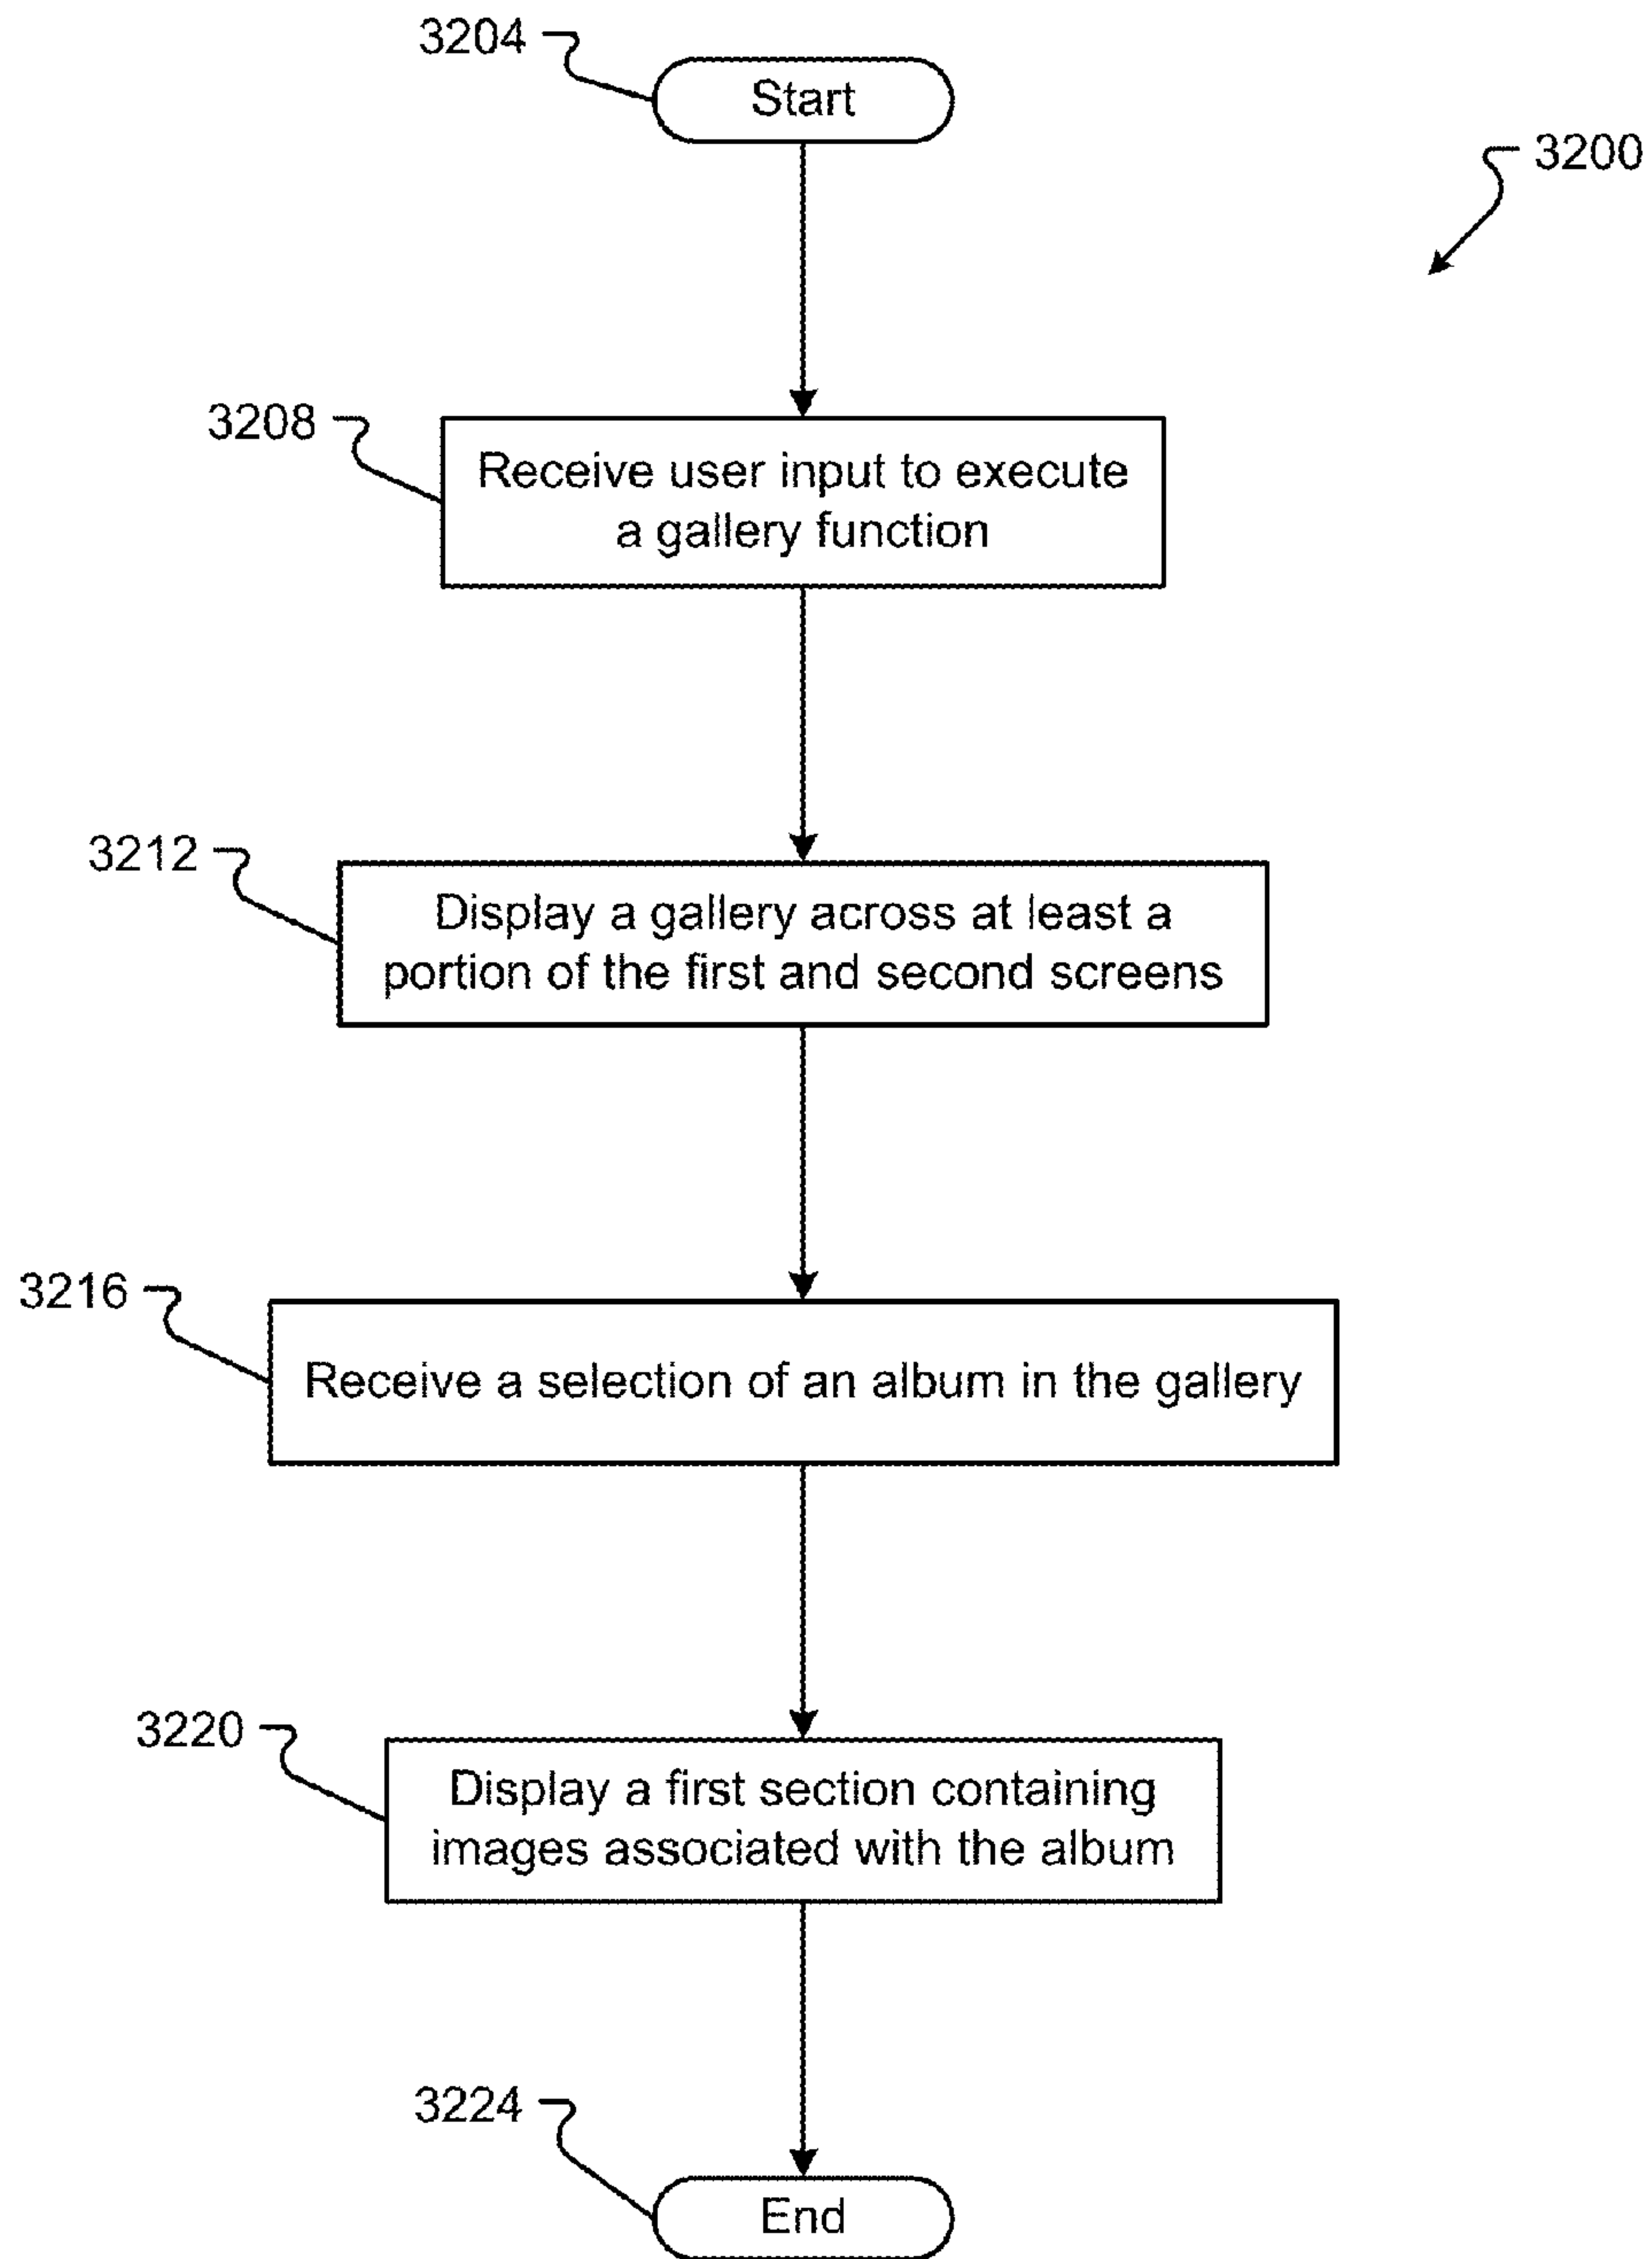 3204
Start
3200
3208
Receive user input to execute
a gallery function
3212
Display a gallery across at least a
portion of the first and second screens
3216
Receive a selection of an album in the gallery
3220
Display a first section containing
images associated with the album
3224
End